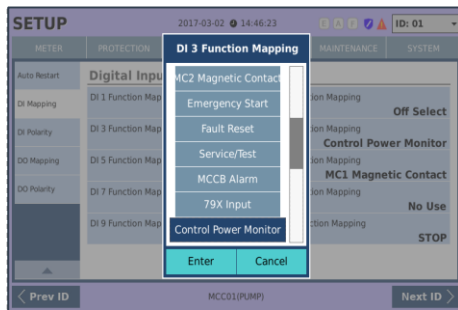 SETUP
2017-03-02 14:46:23
E A F
ID: 01
METER
PROTECTION
MAINTENANCE
SYSTEM
DI 3 Function Mapping
Auto Restart
DI Mapping
DI Polarity
DO Mapping
DO Polarity
Digital Inpu
DI 1 Function Map
tion Mapping
Off Select
DI 3 Function Map
tion Mapping
Control Power Monitor
DI 5 Function Map
tion Mapping
MC1 Magnetic Contact
DI 7 Function Map
tion Mapping
No Use
DI 9 Function Map
ction Mapping
STOP
MC2 Magnetic Contact
Emergency Start
Fault Reset
Service/Test
MCCB Alarm
79X Input
Control Power Monitor
Enter
Cancel
Prev ID
MCC01(PUMP)
Next ID